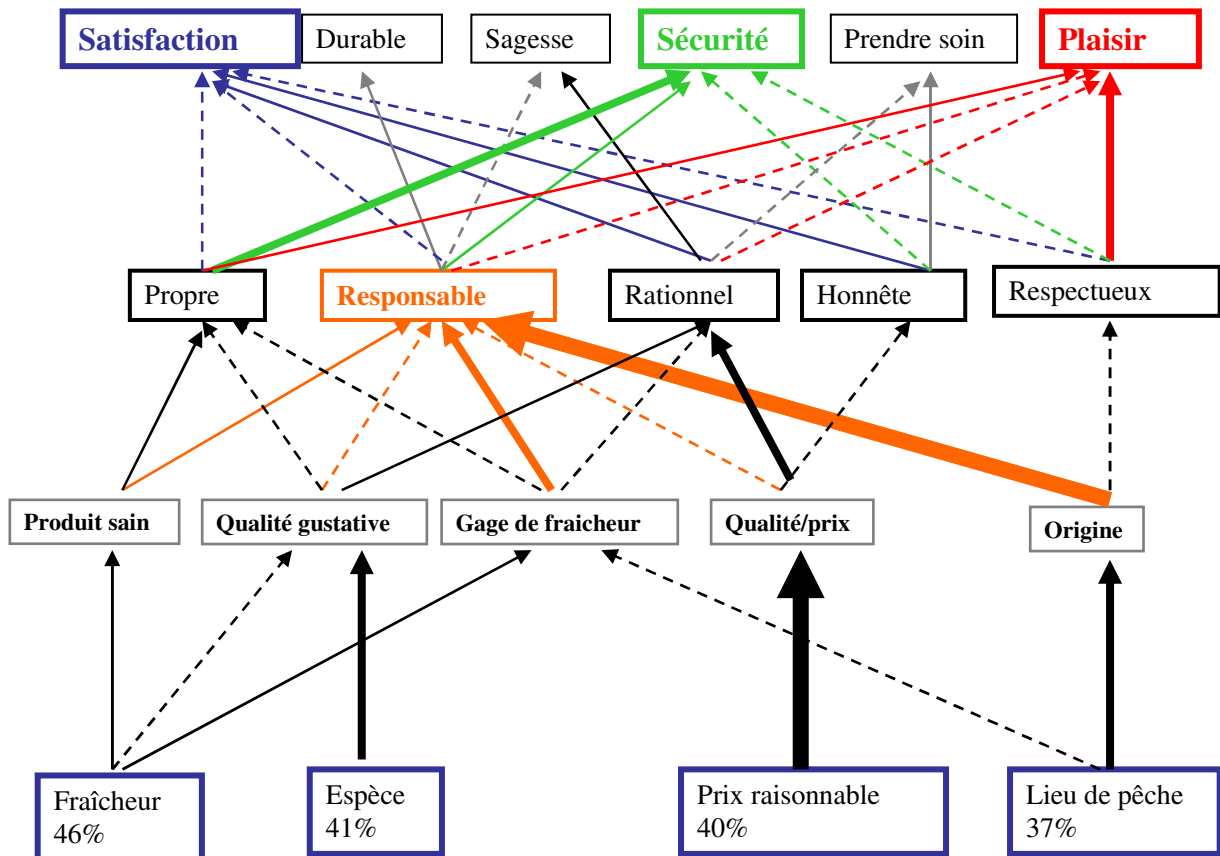 Satisfaction
Durable
Sagesse
Sécurité
Prendre soin
Plaisir
Propre
Responsable
Rationnel
Honnête
Respectueux
Produit sain
Qualité gustative
Gage de fraicheur
Qualité/prix
Origine
Fraîcheur
46%
Espèce
41%
Prix raisonnable
40%
Lieu de pêche
37%